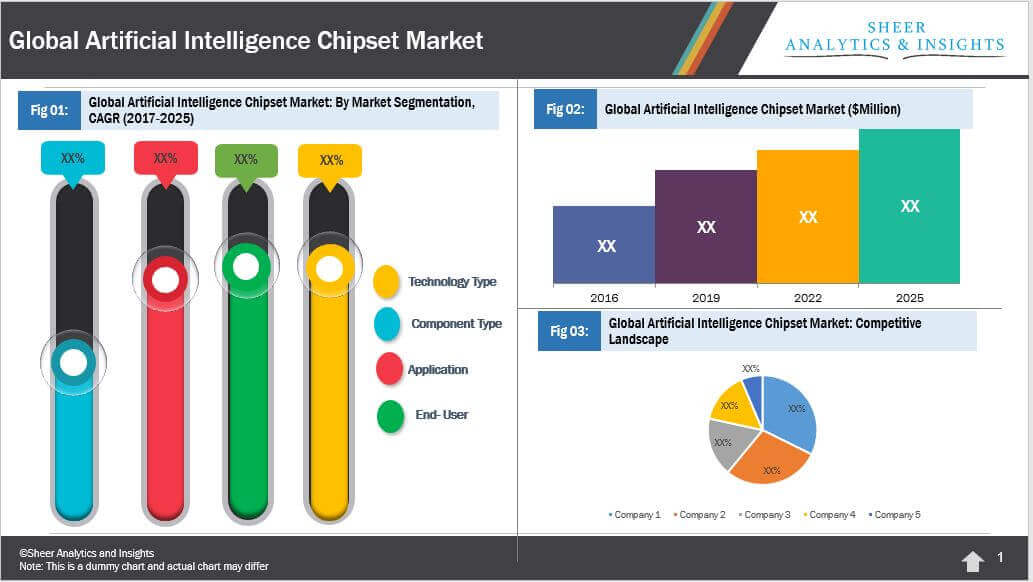 Global Artificial Intelligence Chipset Market
SHEER
ANALYTICS & INSIGHTS
Fig 01:
Global Artificial Intelligence Chipset Market: By Market Segmentation,
CAGR (2017-2025)
XX%
XX%
XX%
XX%
Technology Type
Component Type
Application
End- User
Fig 02:
Global Artificial Intelligence Chipset Market ($Million)
XX
XX
XX
XX
2016
2019
2022
2025
Fig 03:
Global Artificial Intelligence Chipset Market: Competitive
Landscape
XX%
XX%
XX%
XX%
XX%
Company 1
Company 2
Company 3
Company 4
Company 5
©Sheer Analytics and Insights
Note: This is a dummy chart and actual chart may differ
1